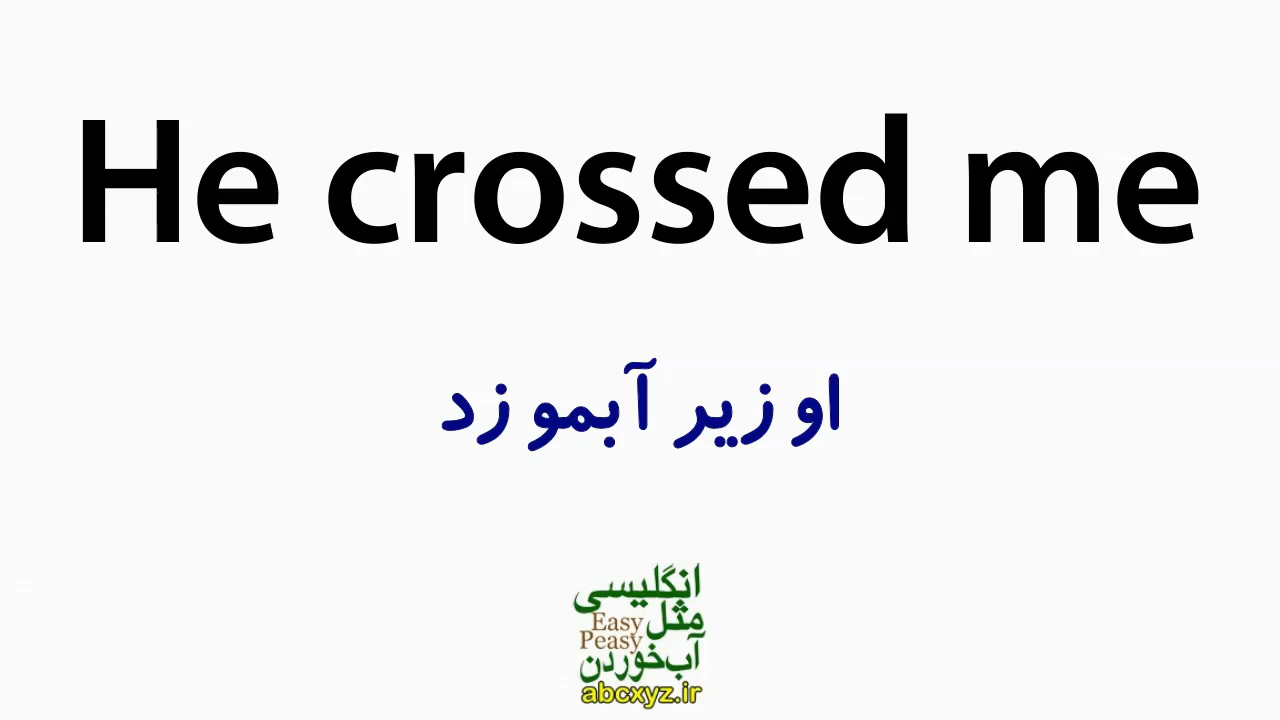 He crossed me
او زیر آبمو زد
انگلیسی
مثل
Easy
Peasy
آب‌خوردن
abcxyz.ir